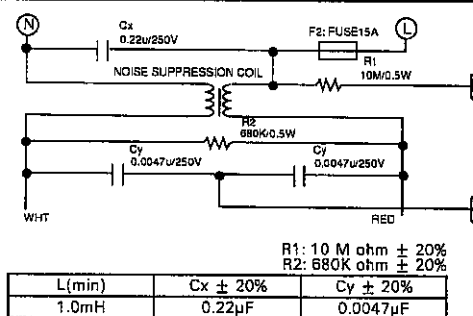 N
Cx
0.22u/250V
F2: FUSE15A
L
R1
10M/0.5W
NOISE SUPPRESSION COIL
R2
680K/0.5W
Cy
0.0047u/250V
Cy
0,0047u/250V
WHT
RED
R1: 10 M ohm ± 20%
R2: 680K ohm ± 20%
L(min) Cx ± 20% Cy ± 20%
1.0mH 0.22µF 0.0047µF